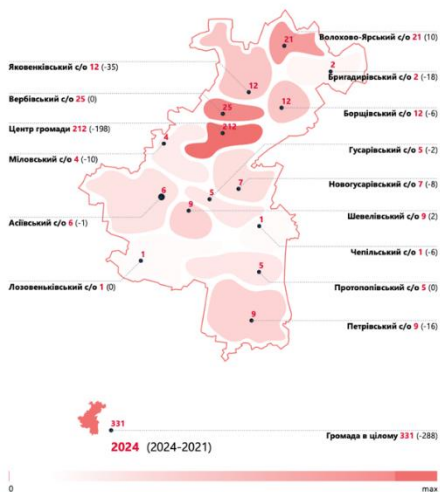 Волохово-Ярський с/о 21 (10)
21
2
Яковенківський с/о 12 (-35)
Бригадирівський с/о 2 (-18)
12
Вербівський с/о 25 (0)
25
12
Борщівський с/о 12 (-6)
Центр громади 212 (-198)
212
4
Гусарівський с/о 5 (-2)
Міловський с/о 4 (-10)
7
Новогусарівський с/о 7 (-8)
6
5
9
Шевелівський с/о 9 (2)
Асіївський с/о 6 (-1)
1
Чепільський с/о 1 (-6)
1
5
Лозовеньківський с/о 1 (0)
Протопопівський с/о 5 (0)
9
Петрівський с/о 9 (-16)
331
Громада в цілому 331 (-288)
2024 (2024-2021)
0
max